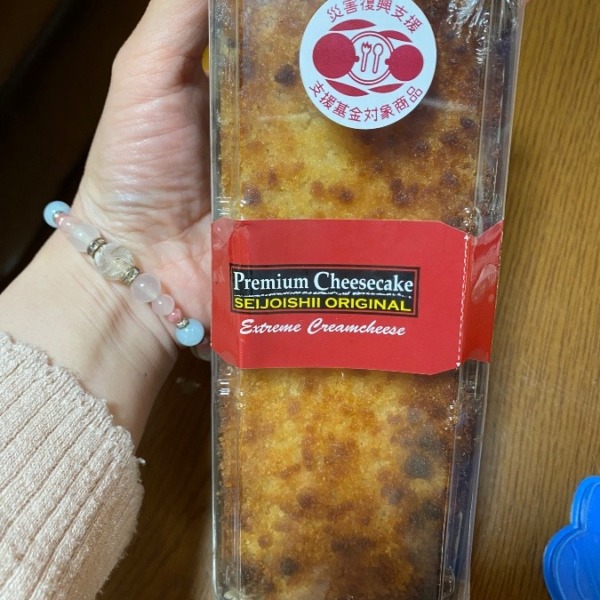 災害復興支援
支援基金対象商品
Premium Cheesecake
SEIJOISHII ORIGINAL
Extreme Creamcheese